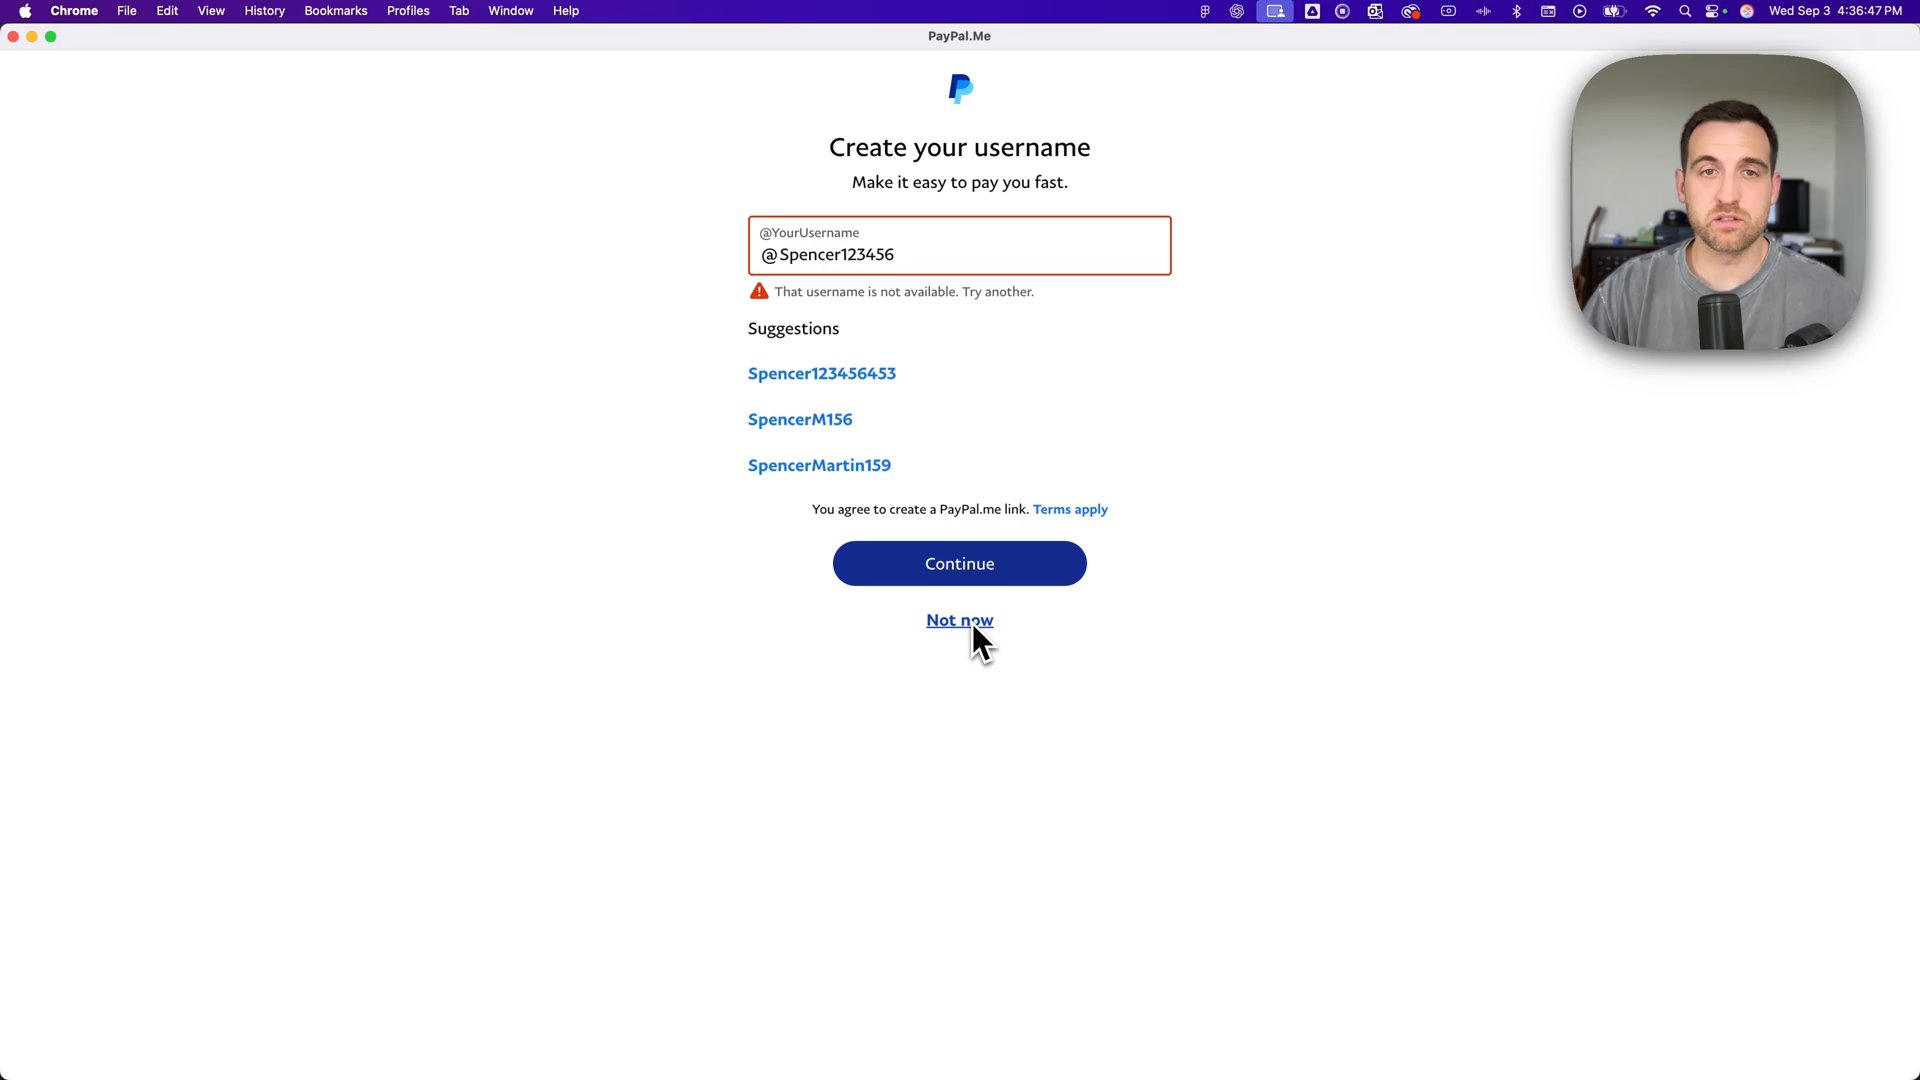 Chrome File Edit View History Bookmarks Profiles Tab Window Help Wed Sep 3 4:36:47 PM
PayPal.Me
Create your username
Make it easy to pay you fast.
@YourUsername
@Spencer123456
That username is not available. Try another.
Suggestions
Spencer123456453
SpencerM156
SpencerMartin159
You agree to create a PayPal.me link. Terms apply
Continue
Not now